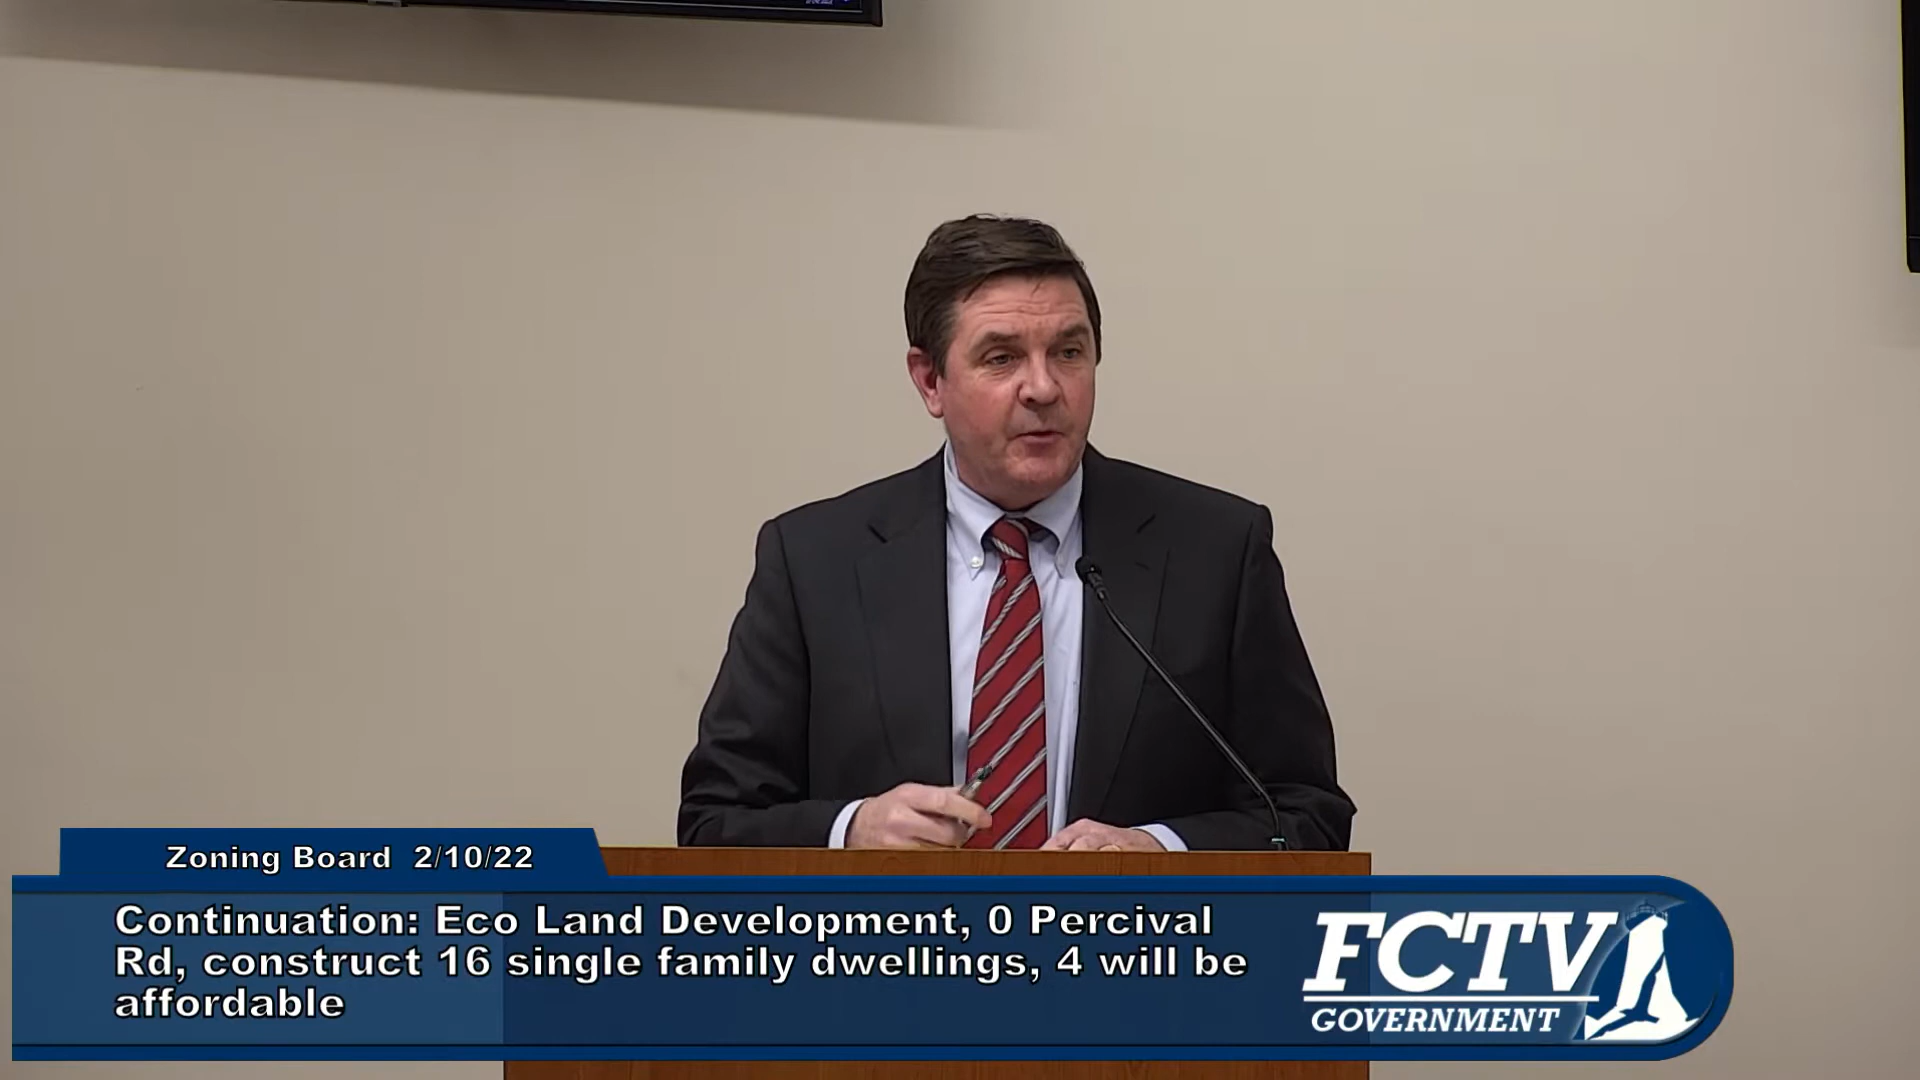 Zoning Board 2/10/22
Continuation: Eco Land Development, 0 Percival
Rd, construct 16 single family dwellings, 4 will be
affordable
FCTV
GOVERNMENT